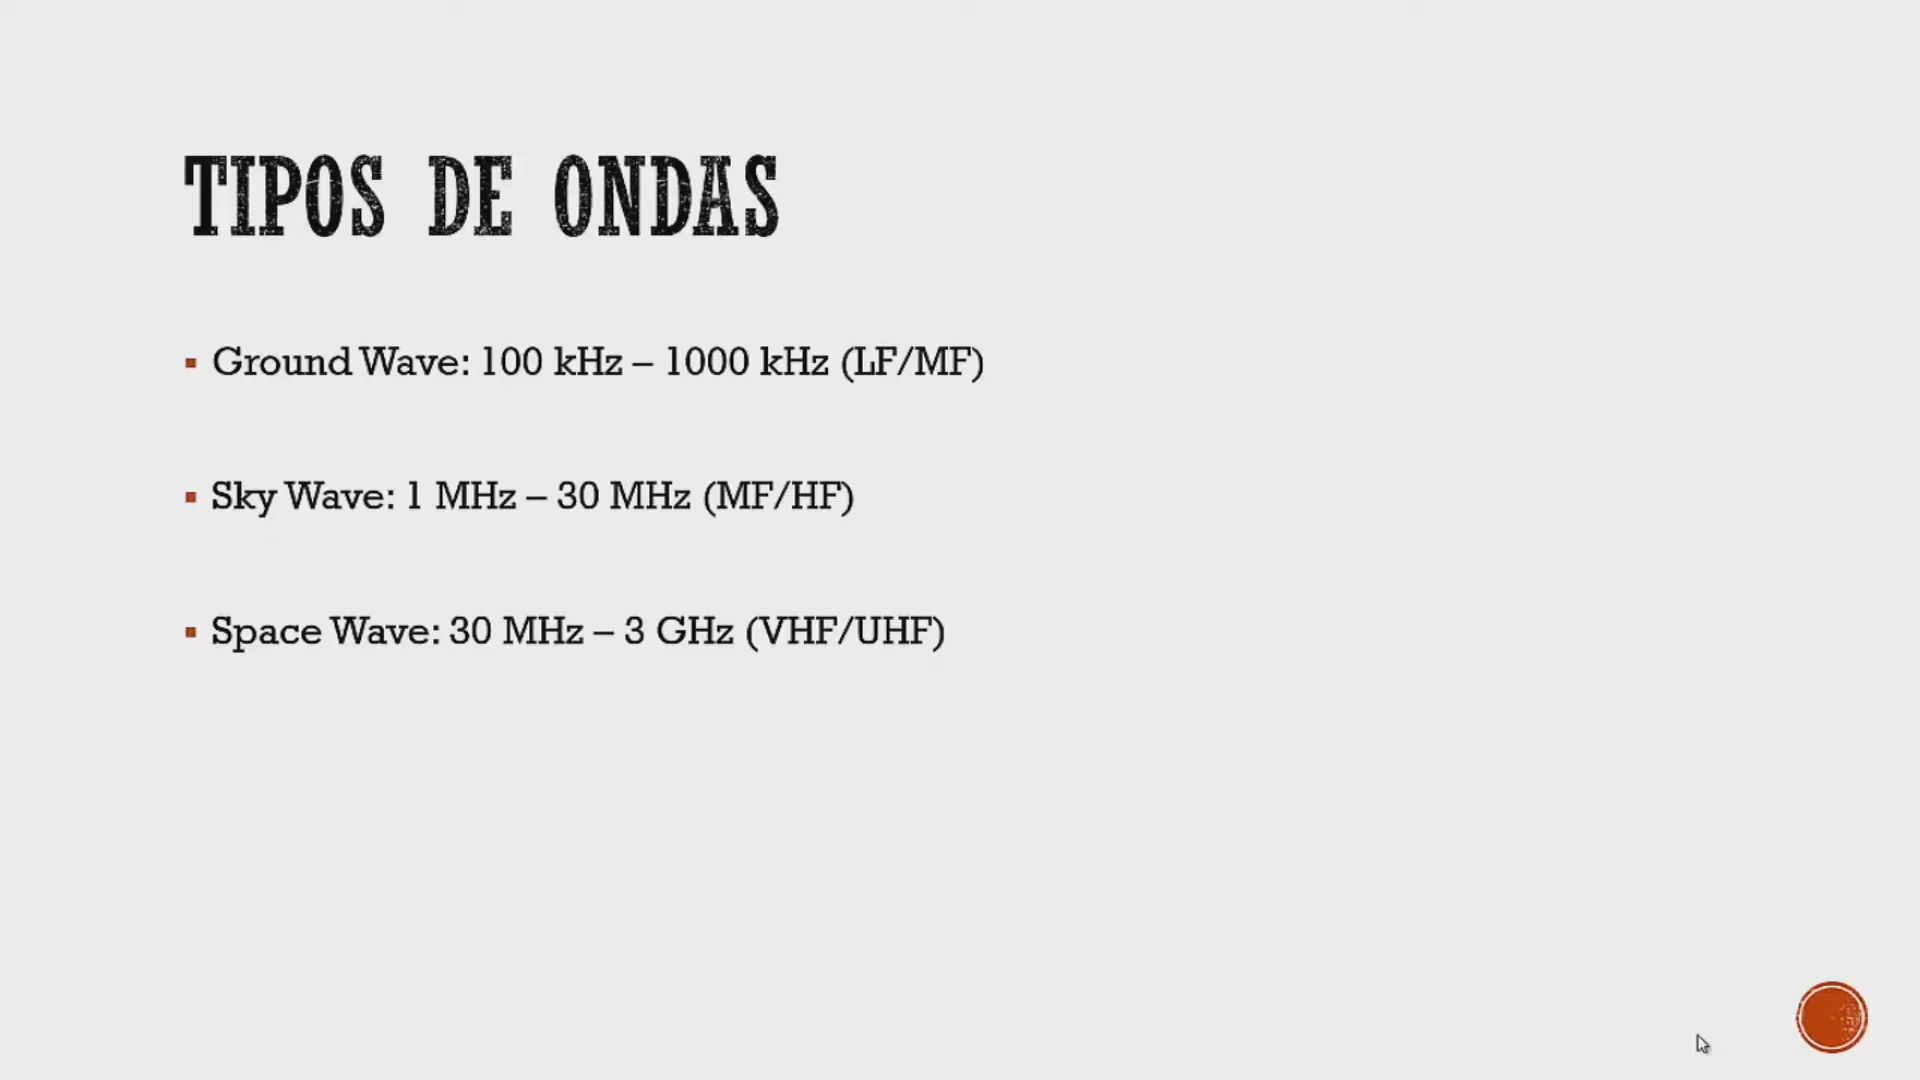 TIPOS DE ONDAS
▪ Ground Wave: 100 kHz – 1000 kHz (LF/MF)
▪ Sky Wave: 1 MHz – 30 MHz (MF/HF)
▪ Space Wave: 30 MHz – 3 GHz (VHF/UHF)